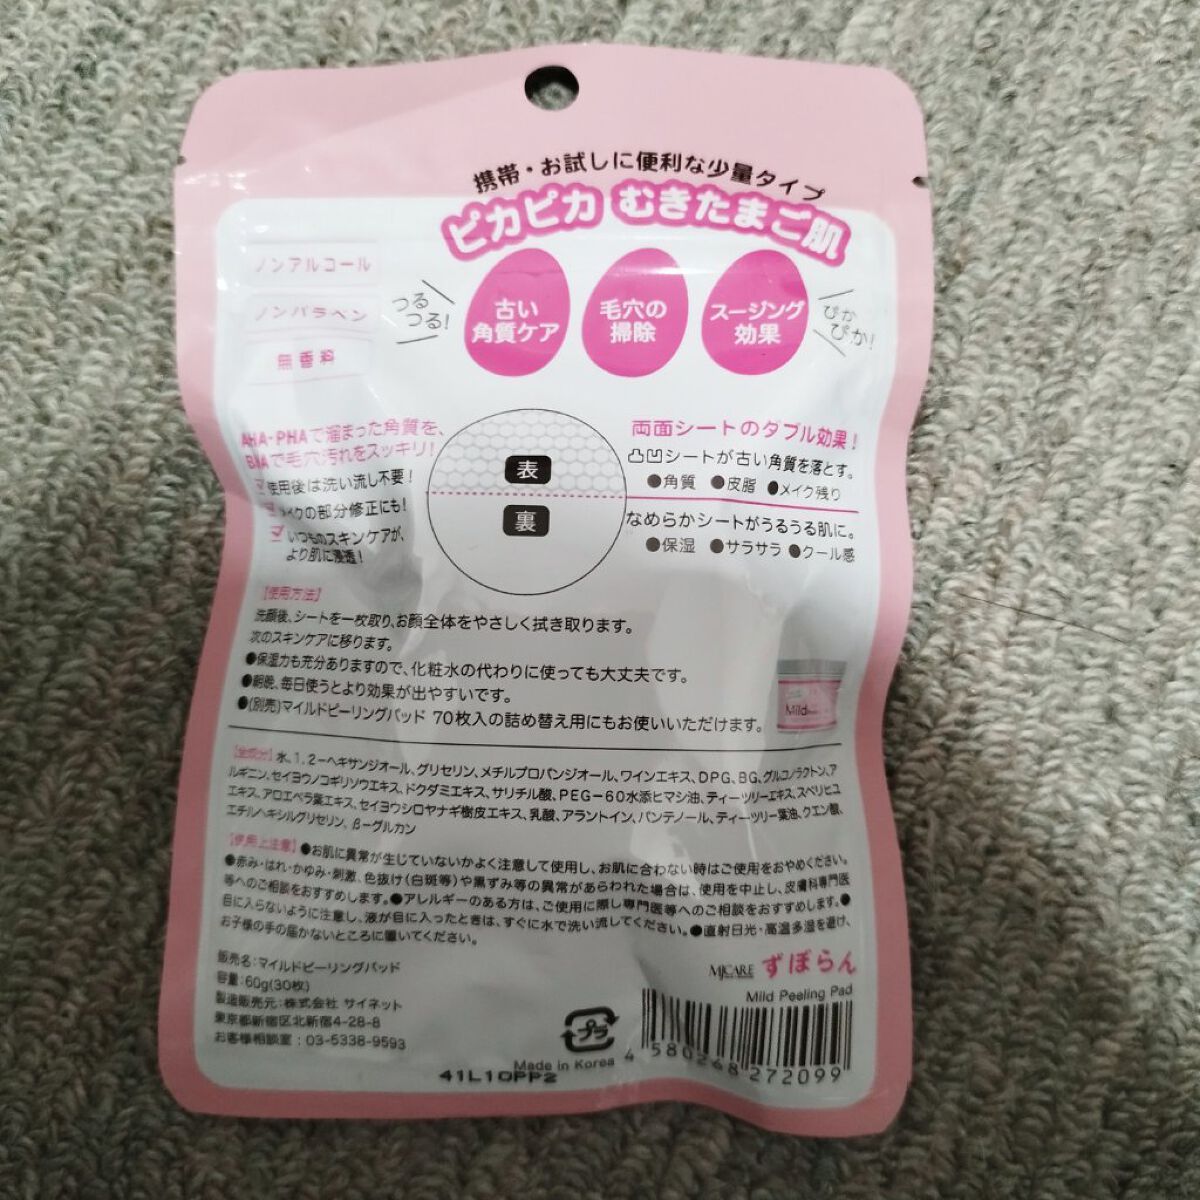 携帯・お試しに便利な少量タイプ
ピカピカ むきたまご肌
ノンアルコール
ノンパラベン
無香料
つる
つる!
古い
角質ケア
毛穴の
掃除
スージング
効果
ぴか
ぴか!
AHA・PHAで溜まった角質を、
BHAで毛穴汚れをスッキリ!
使用後は洗い流し不要!
メイクの部分修正にも!
いつものスキンケアが、
より肌に浸透!
表
裏
両面シートのダブル効果!
凸凹シートが古い角質を落とす。
●角質 ●皮脂 ●メイク残り
なめらかシートがうるうる肌に。
●保湿 ●サラサラ ●クール感
【使用方法】
洗顔後、シートを一枚取り、お顔全体をやさしく拭き取ります。
次のスキンケアに移ります。
●保湿力も充分ありますので、化粧水の代わりに使っても大丈夫です。
●朝晩、毎日使うとより効果が出やすいです。
●(別売)マイルドピーリングパッド 70枚入の詰め替え用にもお使いいただけます。
Mild
【全成分】水、1,2-ヘキサンジオール、グリセリン、メチルプロパンジオール、ワインエキス、DPG、BG、グルコノラクトン、ア
ルギニン、セイヨウノコギリソウエキス、ドクダミエキス、サリチル酸、PEG-60水添ヒマシ油、ティーツリーエキス、スベリヒユ
エキス、アロエベラ葉エキス、セイヨウシロヤナギ樹皮エキス、乳酸、アラントイン、パンテノール、ティーツリー葉油、クエン酸、
エチルヘキシルグリセリン、β-グルカン
【使用上注意】●お肌に異常が生じていないかよく注意して使用し、お肌に合わない時はご使用をおやめください。
●赤み・はれ・かゆみ・刺激、色抜け(白斑等)や黒ずみ等の異常があらわれた場合は、使用を中止し、皮膚科専門医
等へのご相談をおすすめします。●アレルギーのある方は、ご使用に際し専門医等へのご相談をおすすめします。●
目に入らないように注意し、液が目に入ったときは、すぐに水で洗い流してください。●直射日光・高温多湿を避け、
お子様の手の届かないところに置いてください。
販売名:マイルドピーリングパッド
容量:60g(30枚)
製造販売元:株式会社 サイネット
東京都新宿区北新宿4-28-8
お客様相談室:03-5338-9593
MJCARE ずぼらん
Mild Peeling Pad
プラ
Made in Korea
4 580268 272099
41L10PP2